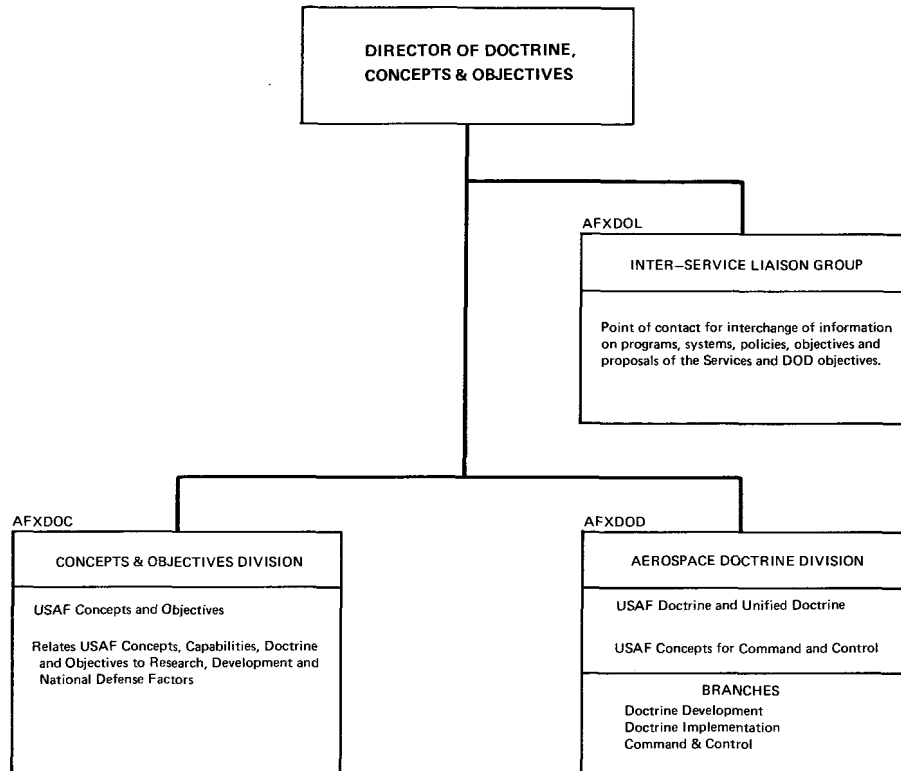 DIRECTOR OF DOCTRINE,
CONCEPTS & OBJECTIVES
AFXDOL
INTER–SERVICE LIAISON GROUP
Point of contact for interchange of information
on programs, systems, policies, objectives and
proposals of the Services and DOD objectives.
AFXDOC
CONCEPTS & OBJECTIVES DIVISION
USAF Concepts and Objectives
Relates USAF Concepts, Capabilities, Doctrine
and Objectives to Research, Development and
National Defense Factors
AFXDOD
AEROSPACE DOCTRINE DIVISION
USAF Doctrine and Unified Doctrine
USAF Concepts for Command and Control
BRANCHES
Doctrine Development
Doctrine Implementation
Command & Control